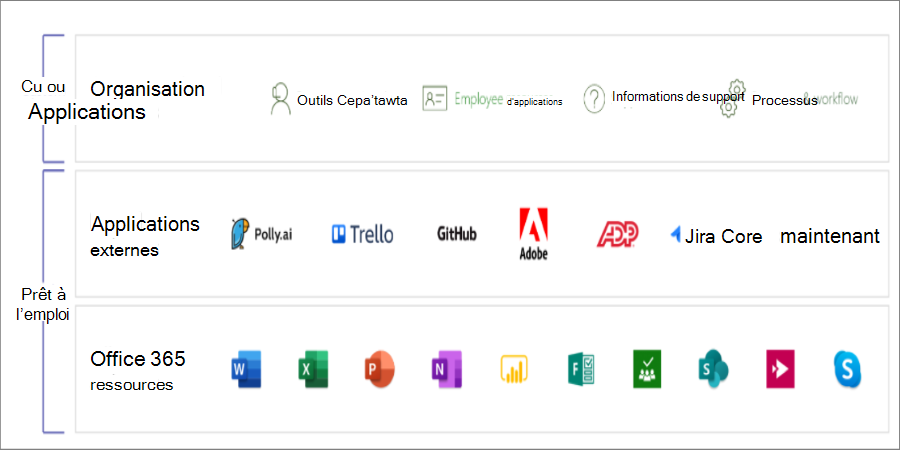 Cu ou
Applications
Organisation
Outils Cepa'tawta
Employee d'applications
Informations de support
Processus & workflow
Prêt à
l'emploi
Applications
externes
Polly.ai
Trello
GitHub
Adobe
ADP
Jira Core
maintenant
Office 365
ressources
W
X
P
N
F
S
S